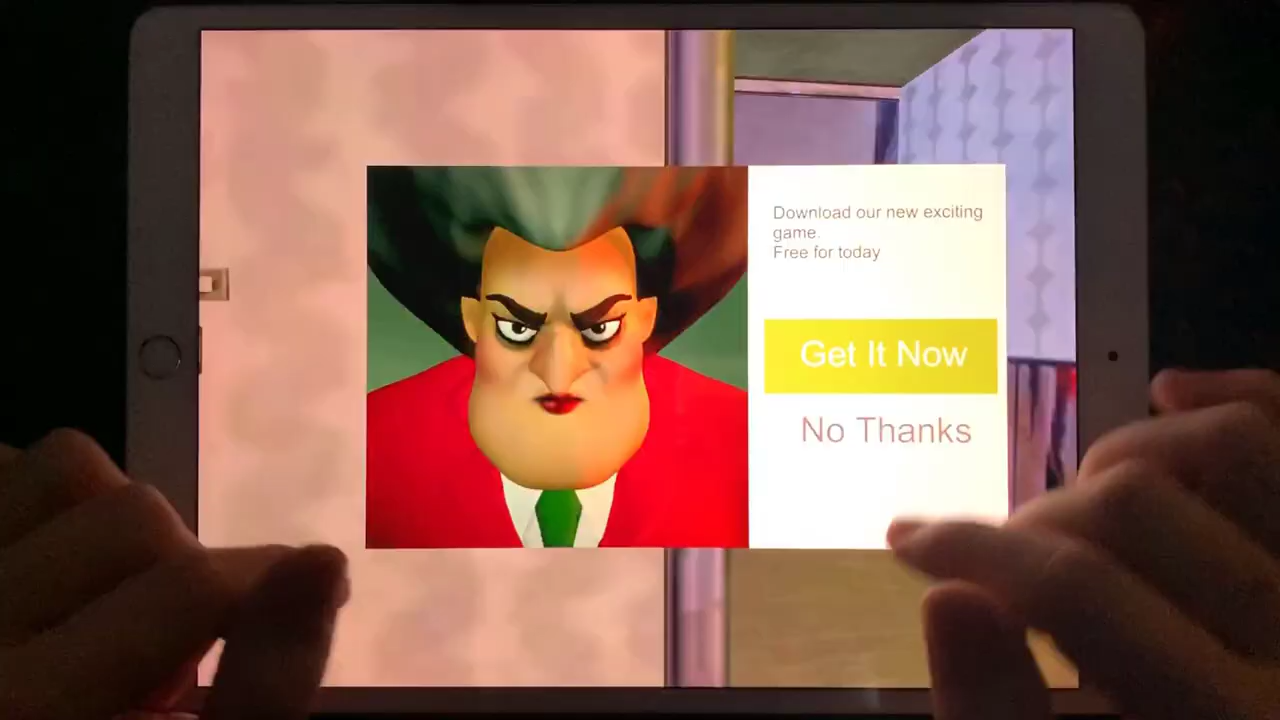 Download our new exciting
game.
Free for today
Get It Now
No Thanks